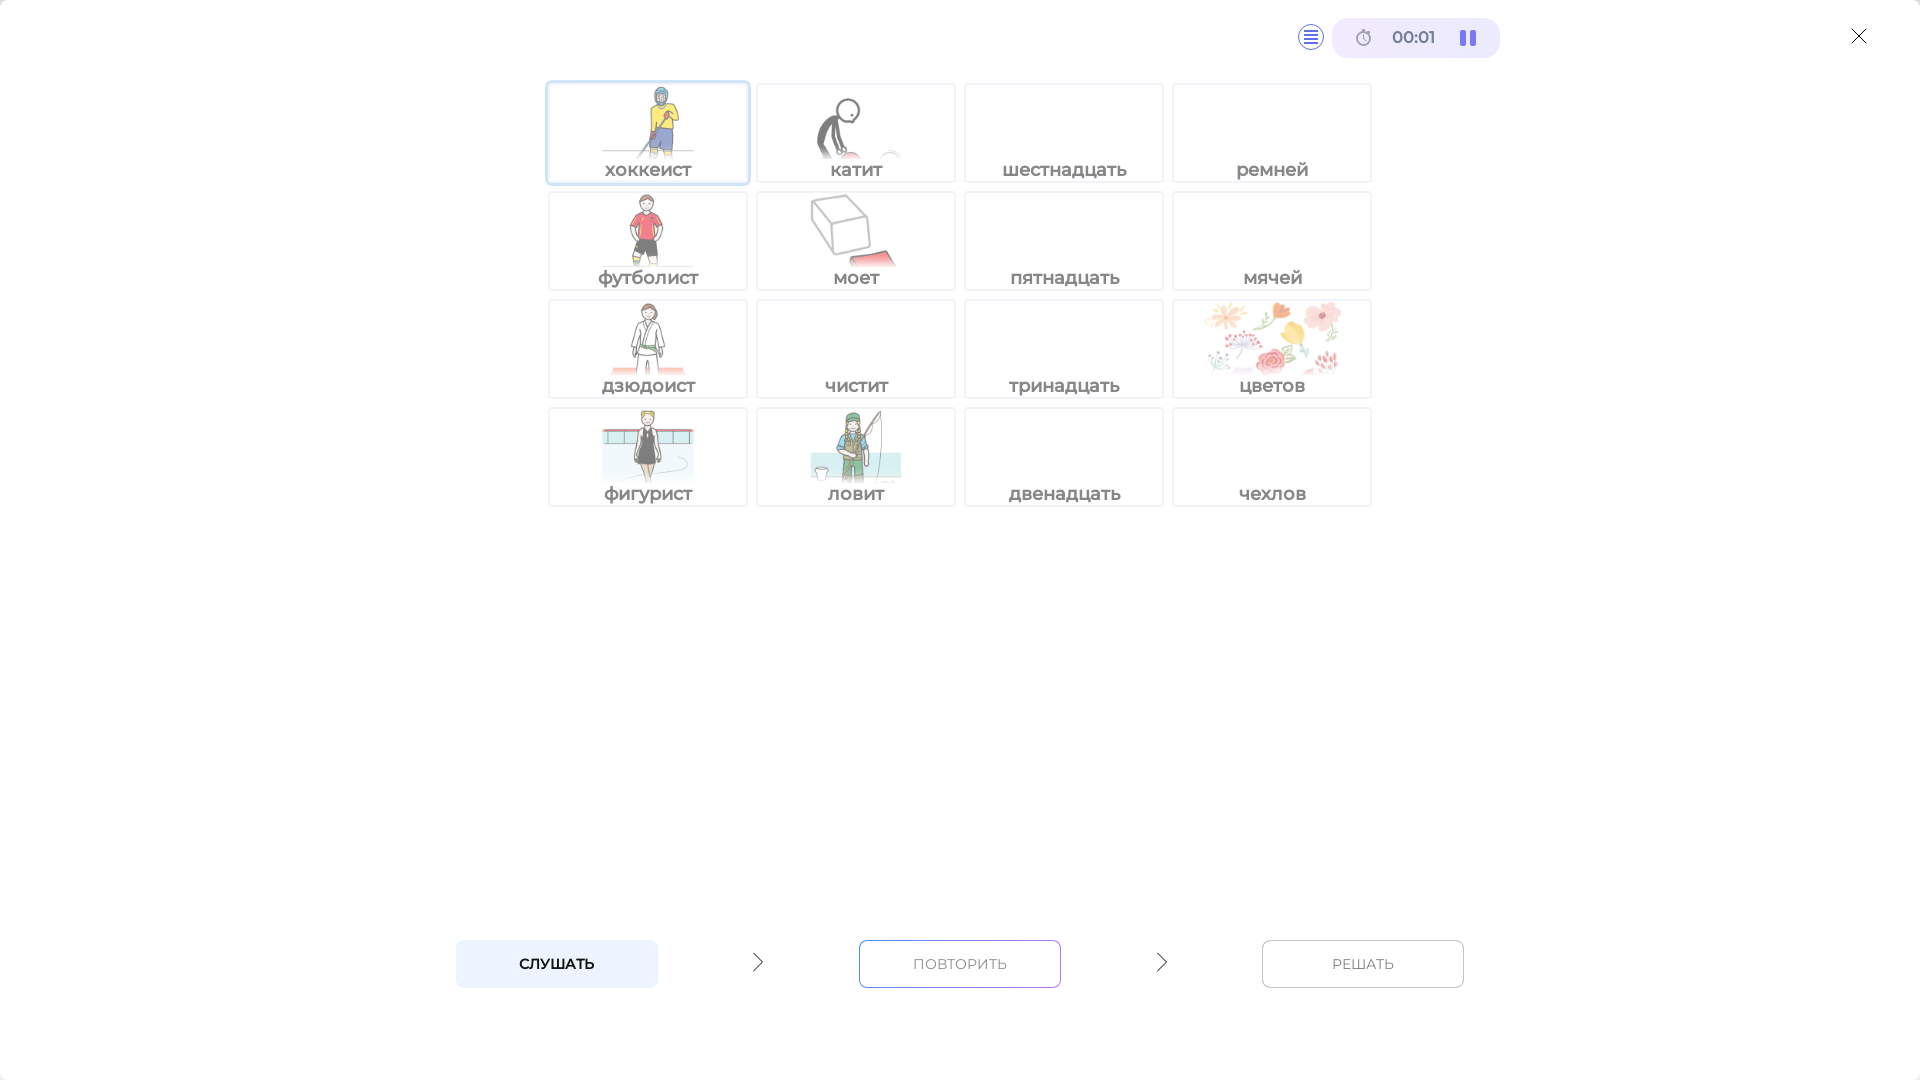 00:01
хоккеист катит шестнадцать ремней
футболист моет пятнадцать мячей
дзюдоист чистит тринадцать цветов
фигурист ловит двенадцать чехлов
СЛУШАТЬ ПОВТОРИТЬ РЕШАТЬ